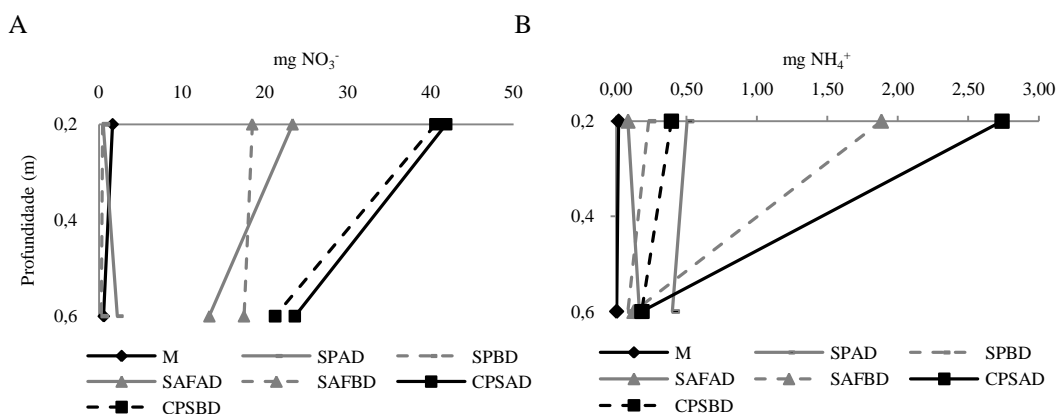 A
mg NO₃⁻
0 10 20 30 40 50
0,2
0,4
0,6
Profundidade (m)
M SPAD SPBD
SAFAD SAFBD CPSAD
CPSBD
B
mg NH₄⁺
0,00 0,50 1,00 1,50 2,00 2,50 3,00
0,2
0,4
0,6
M SPAD SPBD
SAFAD SAFBD CPSAD
CPSBD